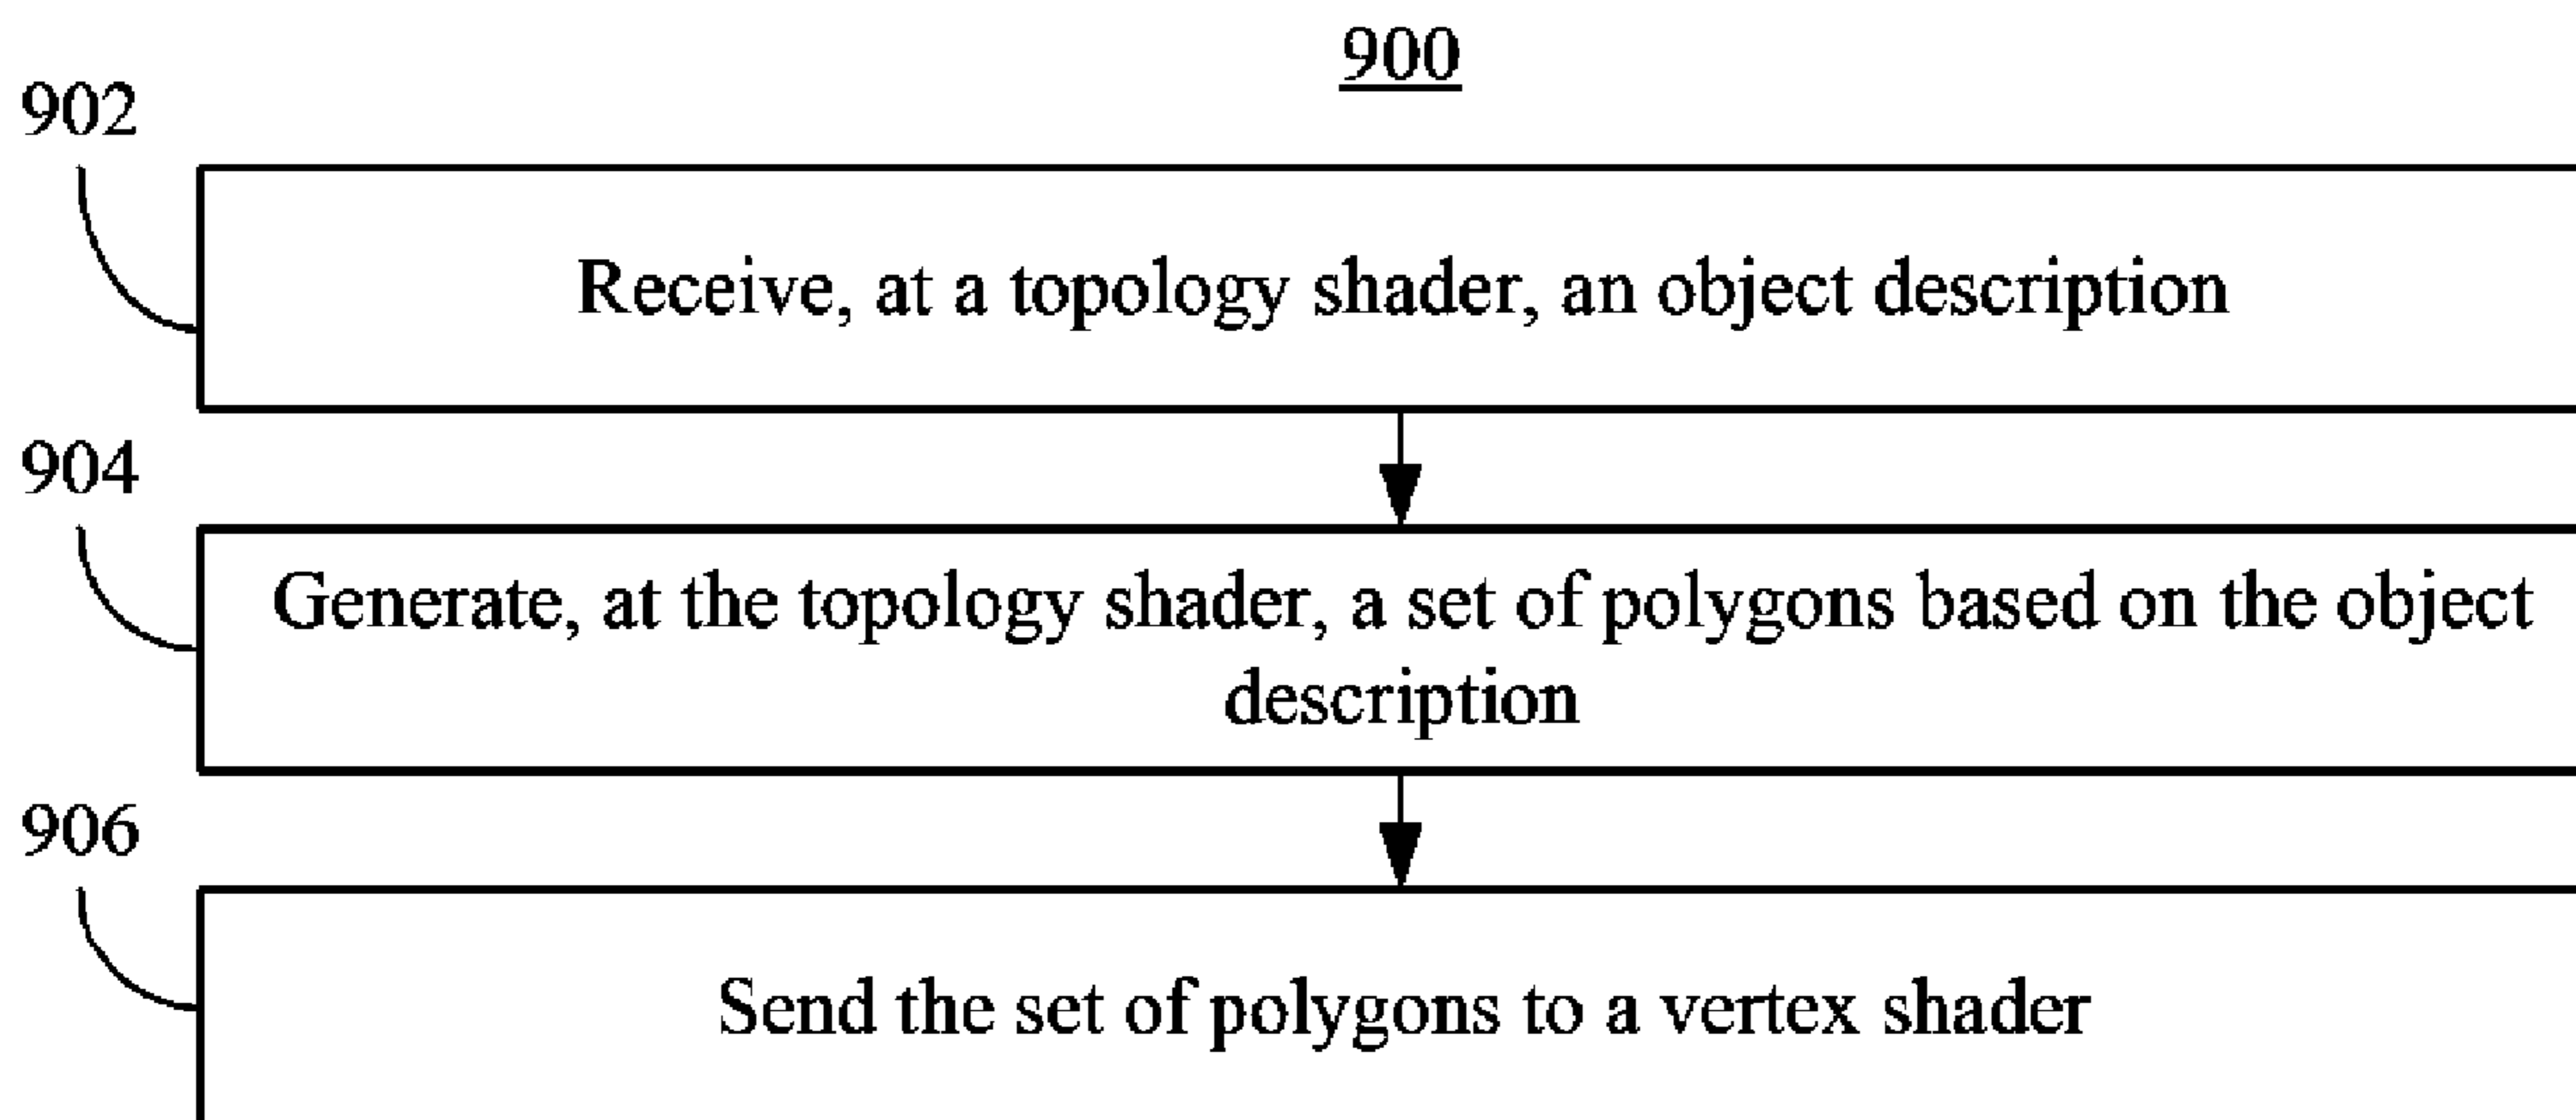 900
902
Receive, at a topology shader, an object description
904
Generate, at the topology shader, a set of polygons based on the object
description
906
Send the set of polygons to a vertex shader